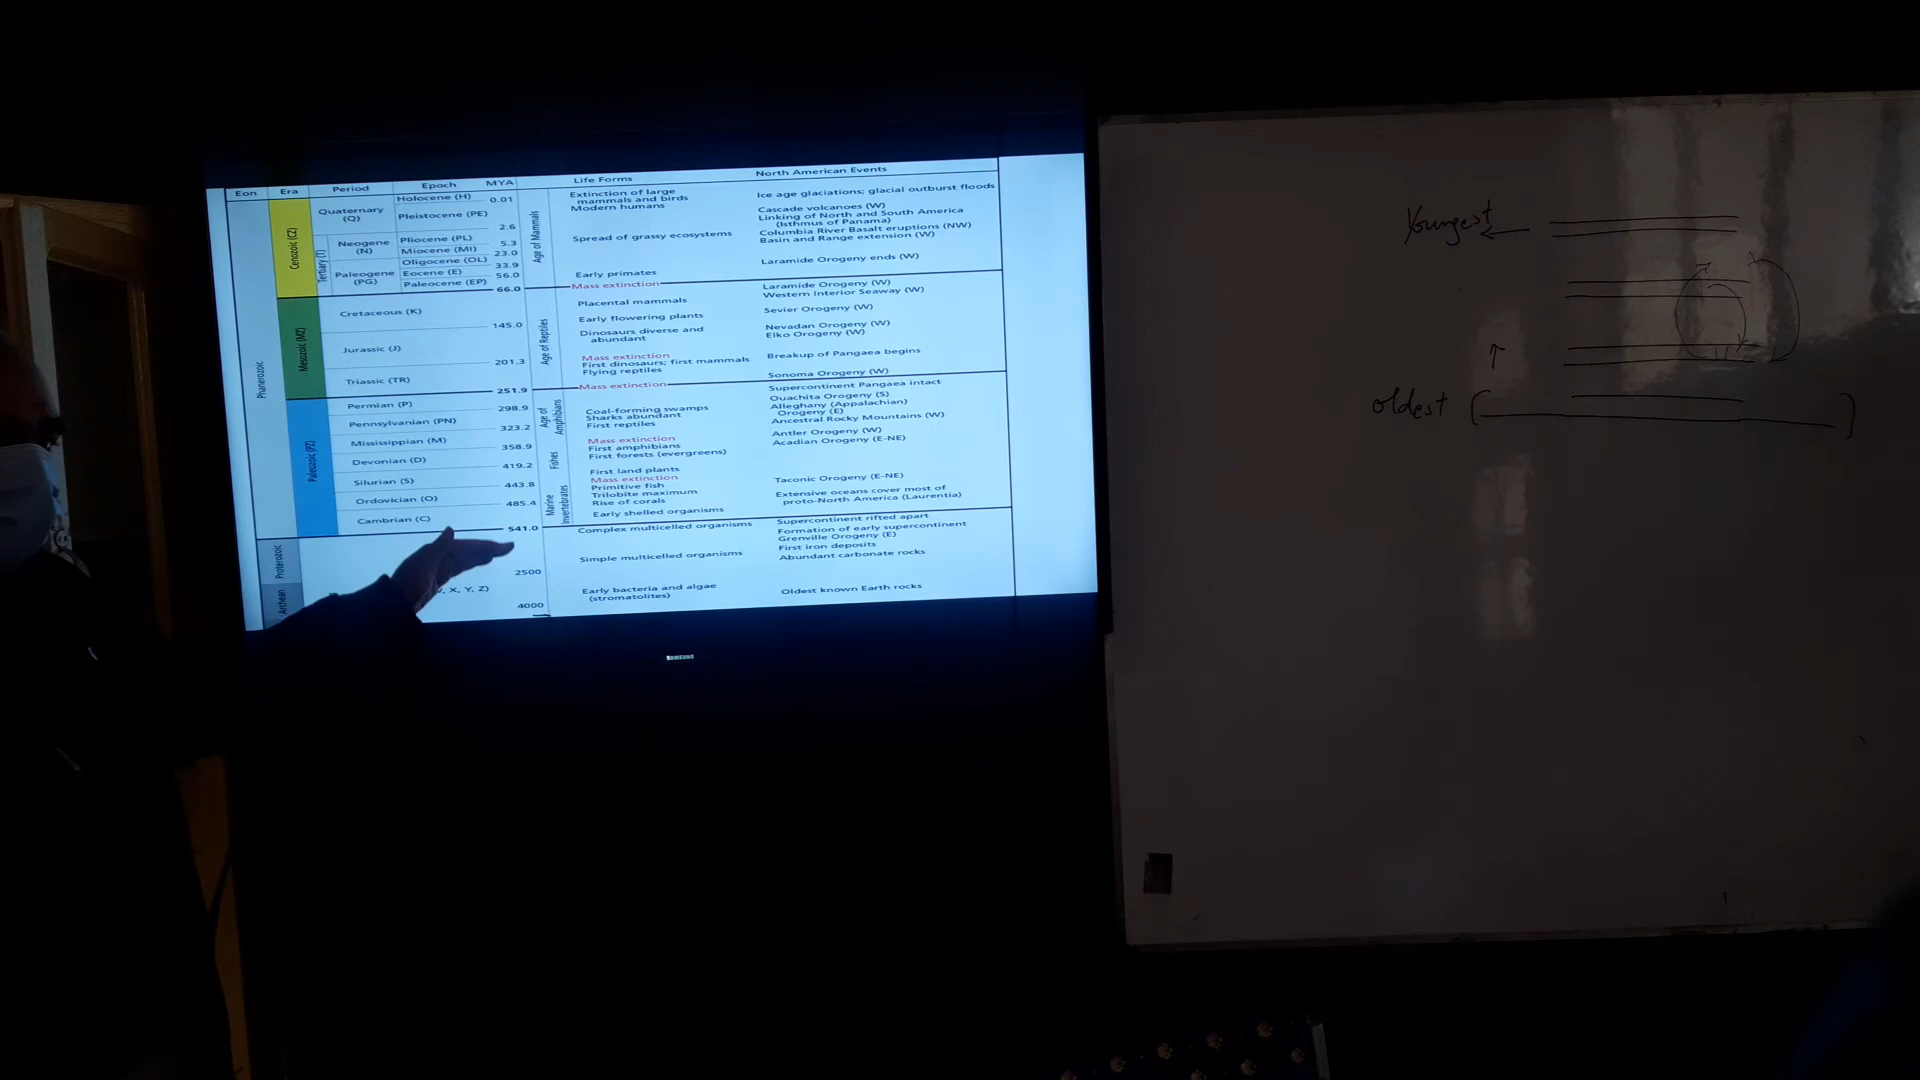 Eon Era Period Epoch MYA Life Forms North American Events
Phanerozoic
Cenozoic (CZ)
Quaternary
(Q)
Holocene (H)
0.01
Pleistocene (PE)
2.6
Tertiary (T)
Neogene
(N)
Pliocene (PL)
5.3
Miocene (MI)
23.0
Paleogene
(PG)
Oligocene (OL)
33.9
Eocene (E)
56.0
Paleocene (EP)
66.0
Mesozoic (MZ)
Cretaceous (K)
145.0
Jurassic (J)
201.3
Triassic (TR)
251.9
Paleozoic (PZ)
Permian (P)
298.9
Pennsylvanian (PN)
323.2
Mississippian (M)
358.9
Devonian (D)
419.2
Silurian (S)
443.8
Ordovician (O)
485.4
Cambrian (C)
541.0
Proterozoic
2500
Archean
X, Y, Z)
4000
Age of Mammals
Age of Reptiles
Age of
Amphibians
Fishes
Marine
Invertebrates
Extinction of large
mammals and birds
Modern humans
Spread of grassy ecosystems
Early primates
Mass extinction
Placental mammals
Early flowering plants
Dinosaurs diverse and
abundant
Mass extinction
First dinosaurs; first mammals
Flying reptiles
Mass extinction
Coal-forming swamps
Sharks abundant
First reptiles
Mass extinction
First amphibians
First forests (evergreens)
First land plants
Mass extinction
Primitive fish
Trilobite maximum
Rise of corals
Early shelled organisms
Complex multicelled organisms
Simple multicelled organisms
Early bacteria and algae
(stromatolites)
Ice age glaciations; glacial outburst floods
Cascade volcanoes (W)
Linking of North and South America
(Isthmus of Panama)
Columbia River Basalt eruptions (NW)
Basin and Range extension (W)
Laramide Orogeny ends (W)
Laramide Orogeny (W)
Western Interior Seaway (W)
Sevier Orogeny (W)
Nevadan Orogeny (W)
Elko Orogeny (W)
Breakup of Pangaea begins
Sonoma Orogeny (W)
Supercontinent Pangaea intact
Ouachita Orogeny (S)
Alleghany (Appalachian)
Orogeny (E)
Ancestral Rocky Mountains (W)
Antler Orogeny (W)
Acadian Orogeny (E-NE)
Taconic Orogeny (E-NE)
Extensive oceans cover most of
proto-North America (Laurentia)
Supercontinent rifted apart
Formation of early supercontinent
Grenville Orogeny (E)
First iron deposits
Abundant carbonate rocks
Oldest known Earth rocks
SAMSUNG
Youngest
oldest